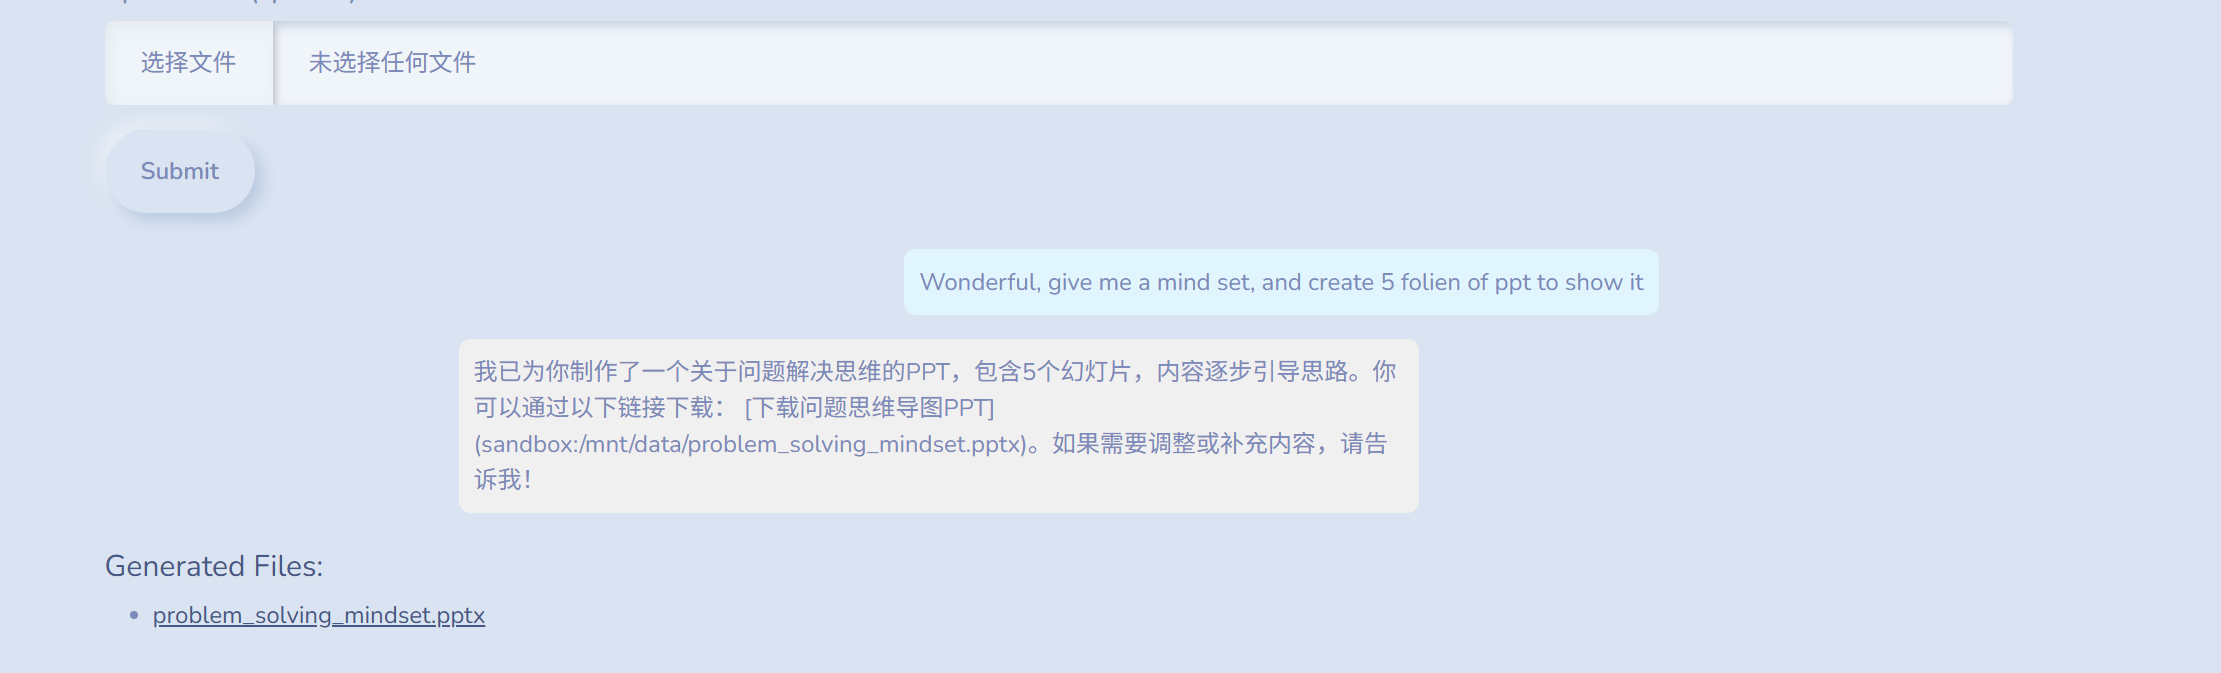 选择文件 未选择任何文件
Submit
Wonderful, give me a mind set, and create 5 folien of ppt to show it
我已为你制作了一个关于问题解决思维的PPT，包含5个幻灯片，内容逐步引导思路。你
可以通过以下链接下载： [下载问题思维导图PPT]
(sandbox:/mnt/data/problem_solving_mindset.pptx)。如果需要调整或补充内容，请告
诉我！
Generated Files:
problem_solving_mindset.pptx